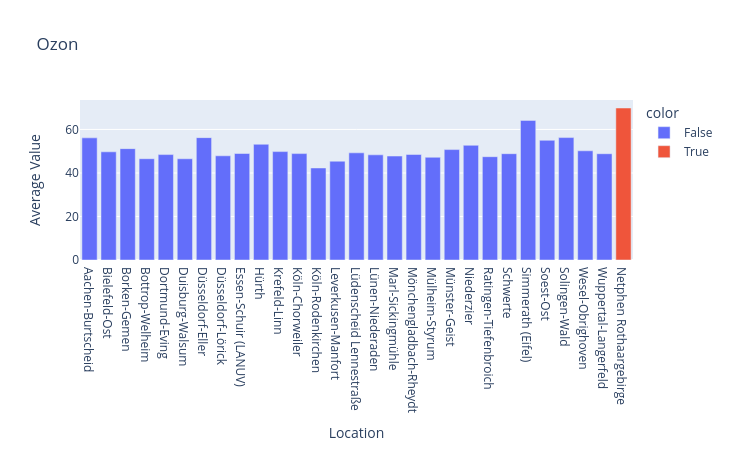 Ozon
Average Value
60
40
20
0
color
False
True
Aachen-Burtscheid
Bielefeld-Ost
Borken-Gemen
Bottrop-Welheim
Dortmund-Eving
Duisburg-Walsum
Düsseldorf-Eller
Düsseldorf-Lörick
Essen-Schuir (LANUV)
Hürth
Krefeld-Linn
Köln-Chorweiler
Köln-Rodenkirchen
Leverkusen-Manfort
Lüdenscheid Lennestraße
Lünen-Niederaden
Marl-Sickingmühle
Mönchengladbach-Rheydt
Mülheim-Styrum
Münster-Geist
Niederzier
Ratingen-Tiefenbroich
Schwerte
Simmerath (Eifel)
Soest-Ost
Solingen-Wald
Wesel-Obrighoven
Wuppertal-Langerfeld
Netphen Rothaargebirge
Location